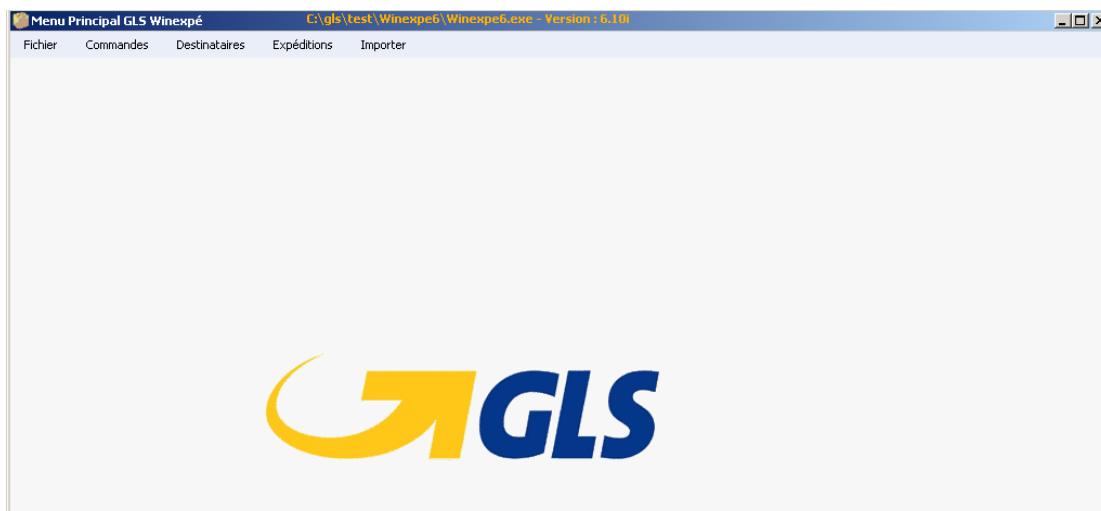 Menu Principal GLS Winexpé C:\gls\test\Winexpe6\Winexpe6.exe - Version : 6.10i
Fichier Commandes Destinataires Expéditions Importer
GLS